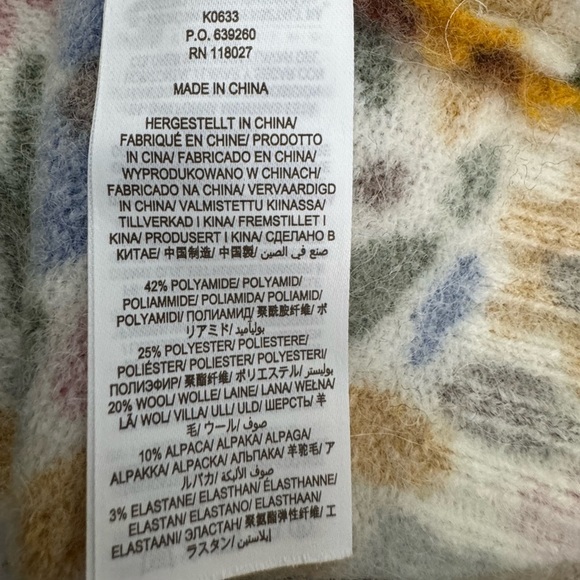 K0633
P.O. 639260
RN 118027
MADE IN CHINA
HERGESTELLT IN CHINA/
FABRIQUÉ EN CHINE/ PRODOTTO
IN CINA/ FABRICADO EN CHINA/
WYPRODUKOWANO W CHINACH/
FABRICADO NA CHINA/ VERVAARDIGD
IN CHINA/ VALMISTETTU KIINASSA/
TILLVERKAD I KINA/ FREMSTILLET I
KINA/ PRODUSERT I KINA/ СДЕЛАНО В
КИТАЕ/ 中国制造/ 中国製/ صنع في الصين/
42% POLYAMIDE/ POLYAMID/
POLIAMMIDE/ POLIAMIDA/ POLIAMID/
POLYAMIDI/ ПОЛИАМИД/ 聚酰胺纤维/ ポ
リアミド/ بوليأميد/
25% POLYESTER/ POLIESTERE/
POLIÉSTER/ POLIESTER/ POLYESTERI/
ПОЛИЭФИР/ 聚酯纤维/ ポリエステル/ بوليستر/
20% WOOL/ WOLLE/ LAINE/ LANA/ WEŁNA/
LÃ/ WOL/ VILLA/ ULL/ ULD/ ШЕРСТЬ/ 羊
毛/ ウール/ صوف/
10% ALPACA/ ALPAKA/ ALPAGA/
ALPAKKA/ ALPACKA/ АЛЬПАКА/ 羊驼毛/ ア
ルパカ/ صوف الألبكة/
3% ELASTANE/ ELASTHAN/ ÉLASTHANNE/
ELASTAN/ ELASTANO/ ELASTHAAN/
ELASTAANI/ ЭЛАСТАН/ 聚氨酯弹性纤维/ エ
ラスタン/ إيلاستين/